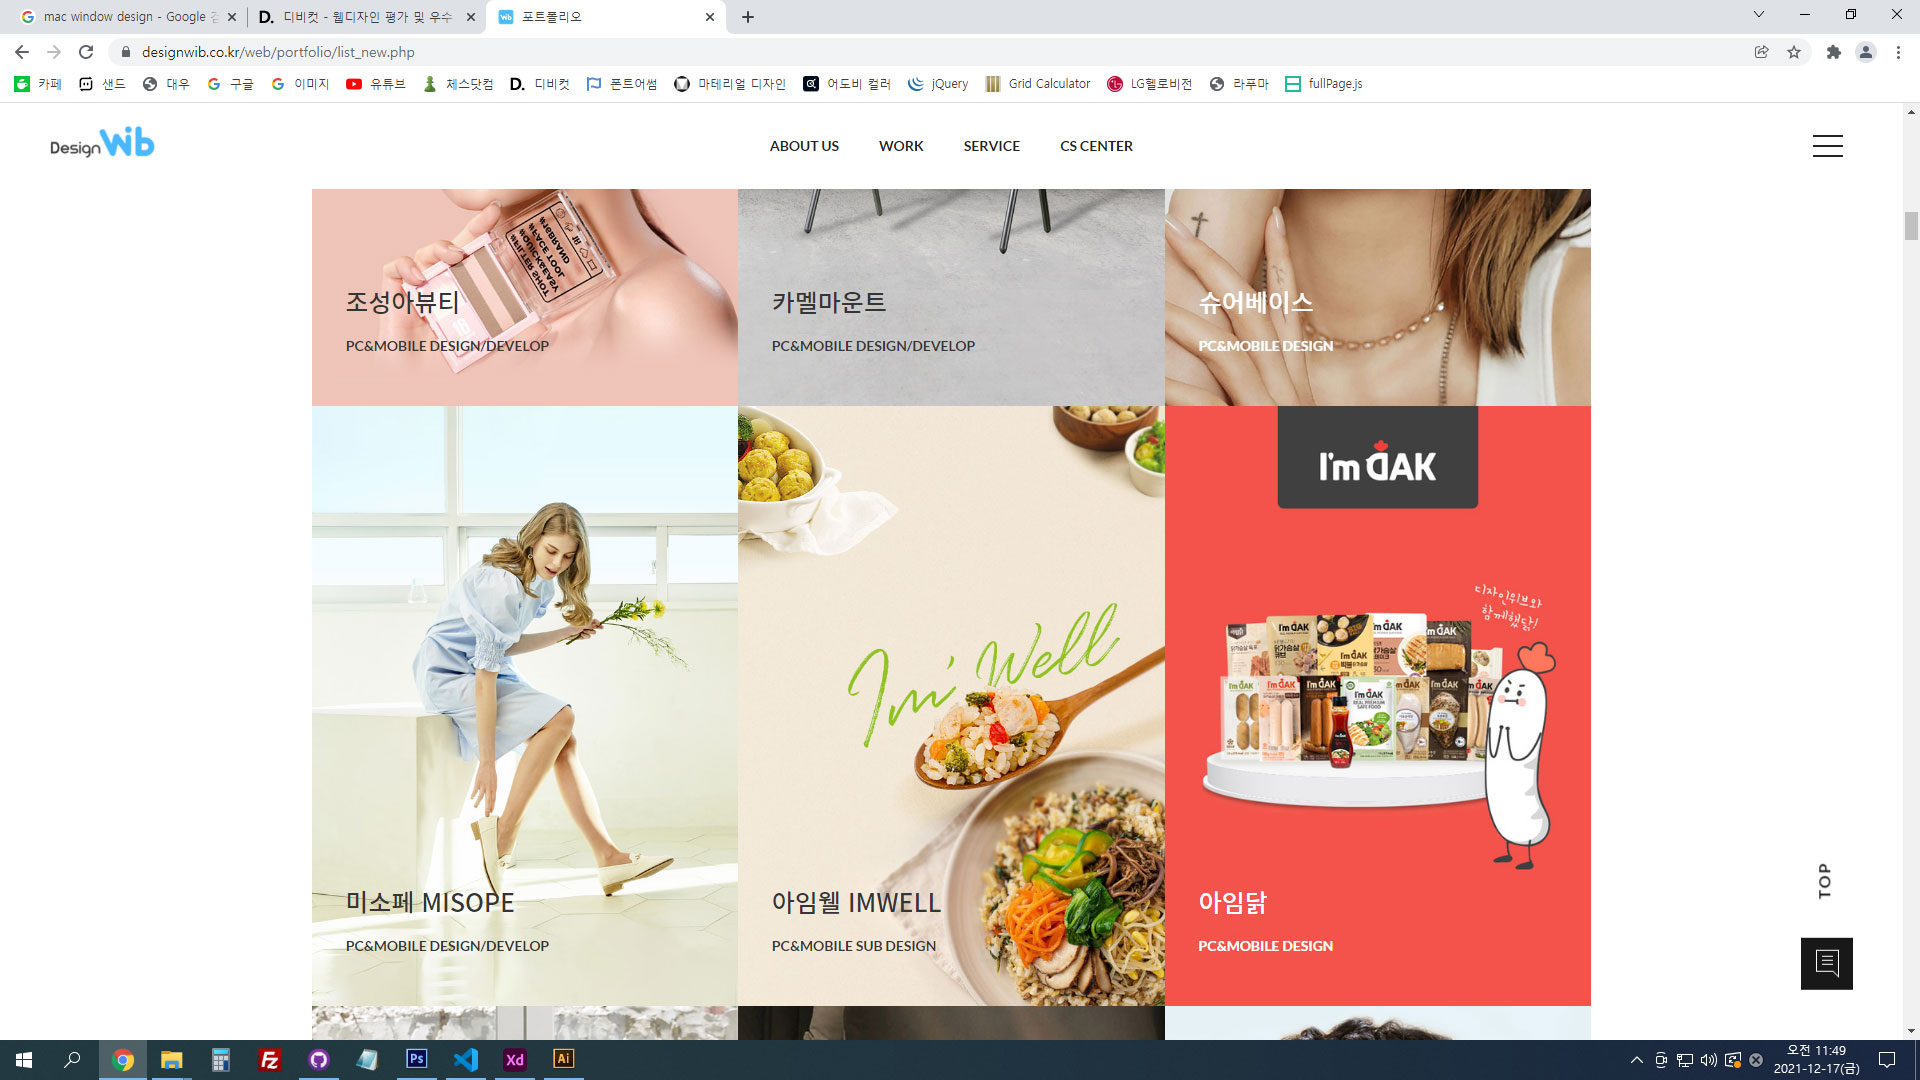 mac window design - Google 검
디비컷 - 웹디자인 평가 및 우수
포트폴리오
designwib.co.kr/web/portfolio/list_new.php
카페
샌드
대우
구글
이미지
유튜브
체스닷컴
디비컷
폰트어썸
마테리얼 디자인
어도비 컬러
jQuery
Grid Calculator
LG헬로비전
라푸마
fullPage.js
Design Wib
ABOUT US
WORK
SERVICE
CS CENTER
#16BRAND
#FACE TOOL
#QUICK&EASY
#FILTER SHOT
조성아뷰티
PC&MOBILE DESIGN/DEVELOP
카멜마운트
PC&MOBILE DESIGN/DEVELOP
슈어베이스
PC&MOBILE DESIGN
미소페 MISOPE
PC&MOBILE DESIGN/DEVELOP
Im' Well
아임웰 IMWELL
PC&MOBILE SUB DESIGN
I'm DAK
디자인위브와
함께했닭!
아임닭
PC&MOBILE DESIGN
TOP
오전 11:49
2021-12-17(금)